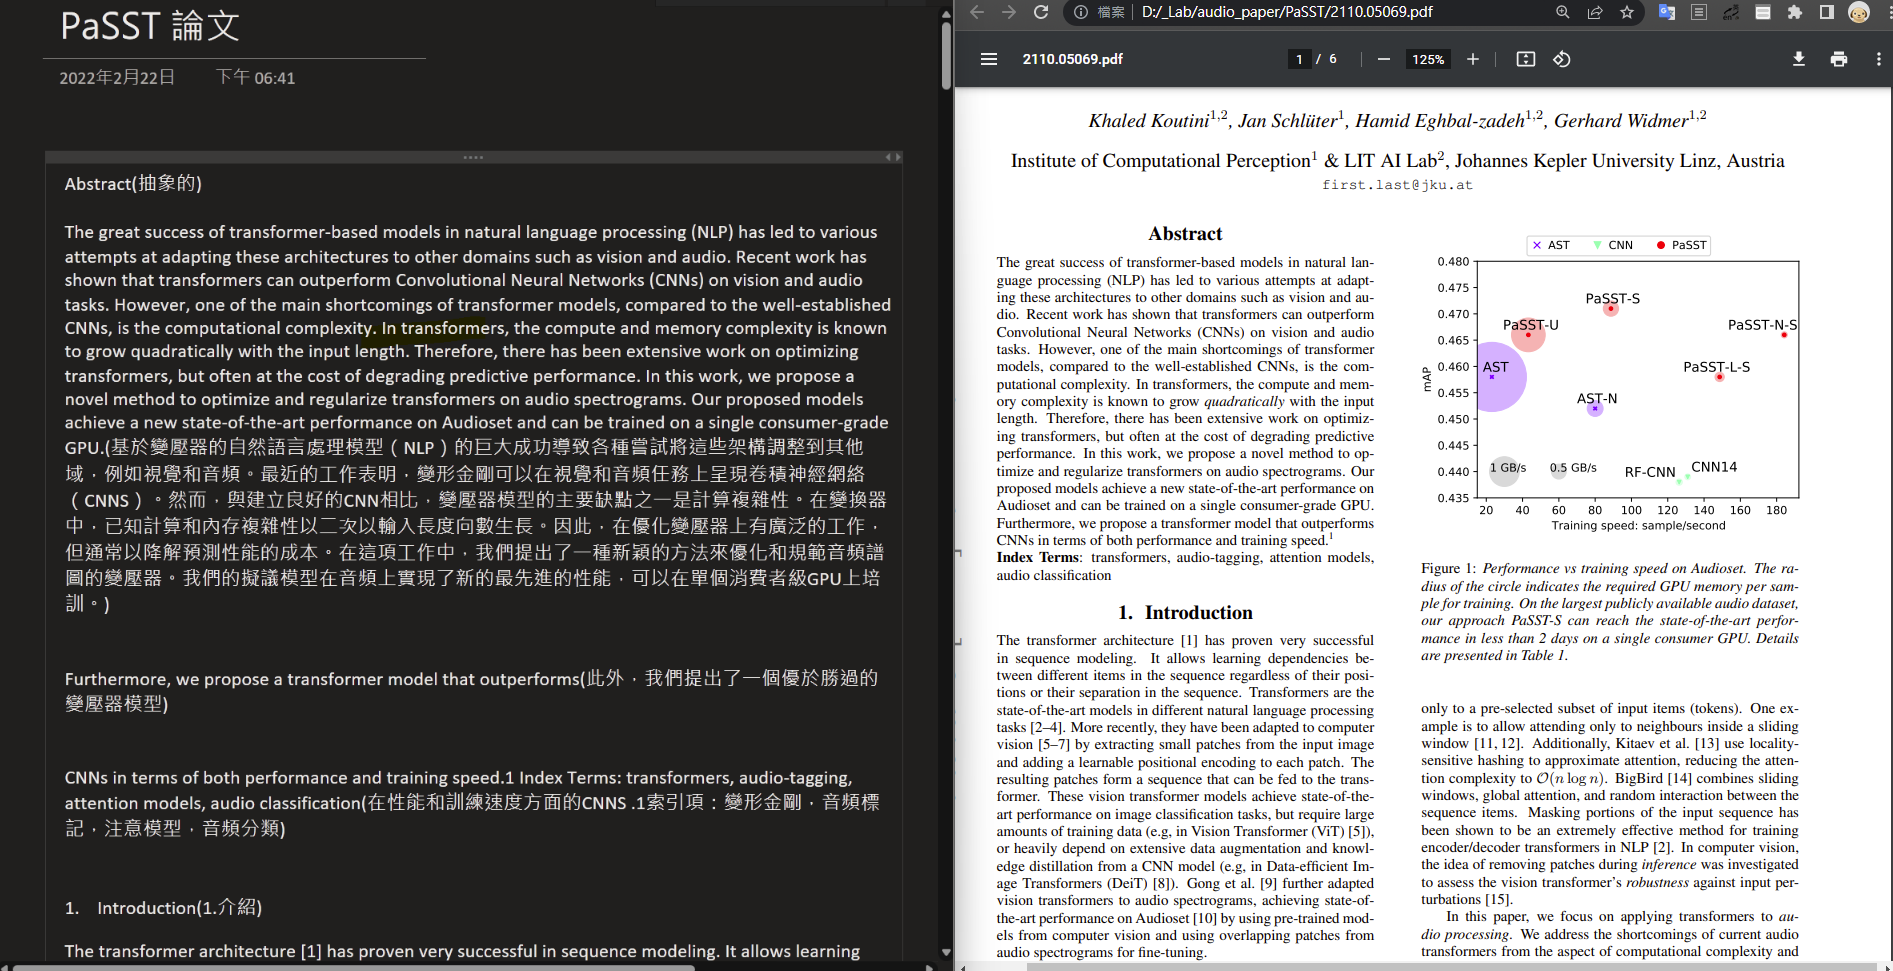 PaSST 論文
2022年2月22日 下午 06:41
Abstract(抽象的)
The great success of transformer-based models in natural language processing (NLP) has led to various
attempts at adapting these architectures to other domains such as vision and audio. Recent work has
shown that transformers can outperform Convolutional Neural Networks (CNNs) on vision and audio
tasks. However, one of the main shortcomings of transformer models, compared to the well-established
CNNs, is the computational complexity. In transformers, the compute and memory complexity is known
to grow quadratically with the input length. Therefore, there has been extensive work on optimizing
transformers, but often at the cost of degrading predictive performance. In this work, we propose a
novel method to optimize and regularize transformers on audio spectrograms. Our proposed models
achieve a new state-of-the-art performance on Audioset and can be trained on a single consumer-grade
GPU.(基於變壓器的自然語言處理模型（NLP）的巨大成功導致各種嘗試將這些架構調整到其他
域，例如視覺和音頻。最近的工作表明，變形金剛可以在視覺和音頻任務上呈現卷積神經網絡
（CNNS）。然而，與建立良好的CNN相比，變壓器模型的主要缺點之一是計算複雜性。在變換器
中，已知計算和內存複雜性以二次以輸入長度向數生長。因此，在優化變壓器上有廣泛的工作，
但通常以降解預測性能的成本。在這項工作中，我們提出了一種新穎的方法來優化和規範音頻譜
圖的變壓器。我們的擬議模型在音頻上實現了新的最先進的性能，可以在單個消費者級GPU上培
訓。)
Furthermore, we propose a transformer model that outperforms(此外，我們提出了一個優於勝過的
變壓器模型)
CNNs in terms of both performance and training speed.1 Index Terms: transformers, audio-tagging,
attention models, audio classification(在性能和訓練速度方面的CNNS .1索引項：變形金剛，音頻標
記，注意模型，音頻分類)
1. Introduction(1.介紹)
The transformer architecture [1] has proven very successful in sequence modeling. It allows learning
檔案 D:/_Lab/audio_paper/PaSST/2110.05069.pdf
2110.05069.pdf 1 / 6 125%
Khaled Koutini1,2, Jan Schlüter1, Hamid Eghbal-zadeh1,2, Gerhard Widmer1,2
Institute of Computational Perception1 & LIT AI Lab2, Johannes Kepler University Linz, Austria
first.last@jku.at
Abstract
The great success of transformer-based models in natural lan-
guage processing (NLP) has led to various attempts at adapt-
ing these architectures to other domains such as vision and au-
dio. Recent work has shown that transformers can outperform
Convolutional Neural Networks (CNNs) on vision and audio
tasks. However, one of the main shortcomings of transformer
models, compared to the well-established CNNs, is the com-
putational complexity. In transformers, the compute and mem-
ory complexity is known to grow quadratically with the input
length. Therefore, there has been extensive work on optimiz-
ing transformers, but often at the cost of degrading predictive
performance. In this work, we propose a novel method to op-
timize and regularize transformers on audio spectrograms. Our
proposed models achieve a new state-of-the-art performance on
Audioset and can be trained on a single consumer-grade GPU.
Furthermore, we propose a transformer model that outperforms
CNNs in terms of both performance and training speed.1
Index Terms: transformers, audio-tagging, attention models,
audio classification
1. Introduction
The transformer architecture [1] has proven very successful
in sequence modeling. It allows learning dependencies be-
tween different items in the sequence regardless of their posi-
tions or their separation in the sequence. Transformers are the
state-of-the-art models in different natural language processing
tasks [2–4]. More recently, they have been adapted to computer
vision [5–7] by extracting small patches from the input image
and adding a learnable positional encoding to each patch. The
resulting patches form a sequence that can be fed to the trans-
former. These vision transformer models achieve state-of-the-
art performance on image classification tasks, but require large
amounts of training data (e.g, in Vision Transformer (ViT) [5]),
or heavily depend on extensive data augmentation and knowl-
edge distillation from a CNN model (e.g, in Data-efficient Im-
age Transformers (DeiT) [8]). Gong et al. [9] further adapted
vision transformers to audio spectrograms, achieving state-of-
the-art performance on Audioset [10] by using pre-trained mod-
els from computer vision and using overlapping patches from
audio spectrograms for fine-tuning.
AST CNN PaSST
0.480
0.475
0.470
0.465
0.460
0.455
0.450
0.445
0.440
0.435
mAP
PaSST-S
PaSST-U
PaSST-N-S
AST
PaSST-L-S
AST-N
1 GB/s 0.5 GB/s
RF-CNN CNN14
20 40 60 80 100 120 140 160 180
Training speed: sample/second
Figure 1: Performance vs training speed on Audioset. The ra-
dius of the circle indicates the required GPU memory per sam-
ple for training. On the largest publicly available audio dataset,
our approach PaSST-S can reach the state-of-the-art perfor-
mance in less than 2 days on a single consumer GPU. Details
are presented in Table 1.
only to a pre-selected subset of input items (tokens). One ex-
ample is to allow attending only to neighbours inside a sliding
window [11, 12]. Additionally, Kitaev et al. [13] use locality-
sensitive hashing to approximate attention, reducing the atten-
tion complexity to O(n log n). BigBird [14] combines sliding
windows, global attention, and random interaction between the
sequence items. Masking portions of the input sequence has
been shown to be an extremely effective method for training
encoder/decoder transformers in NLP [2]. In computer vision,
the idea of removing patches during inference was investigated
to assess the vision transformer's robustness against input per-
turbations [15].
In this paper, we focus on applying transformers to au-
dio processing. We address the shortcomings of current audio
transformers from the aspect of computational complexity and